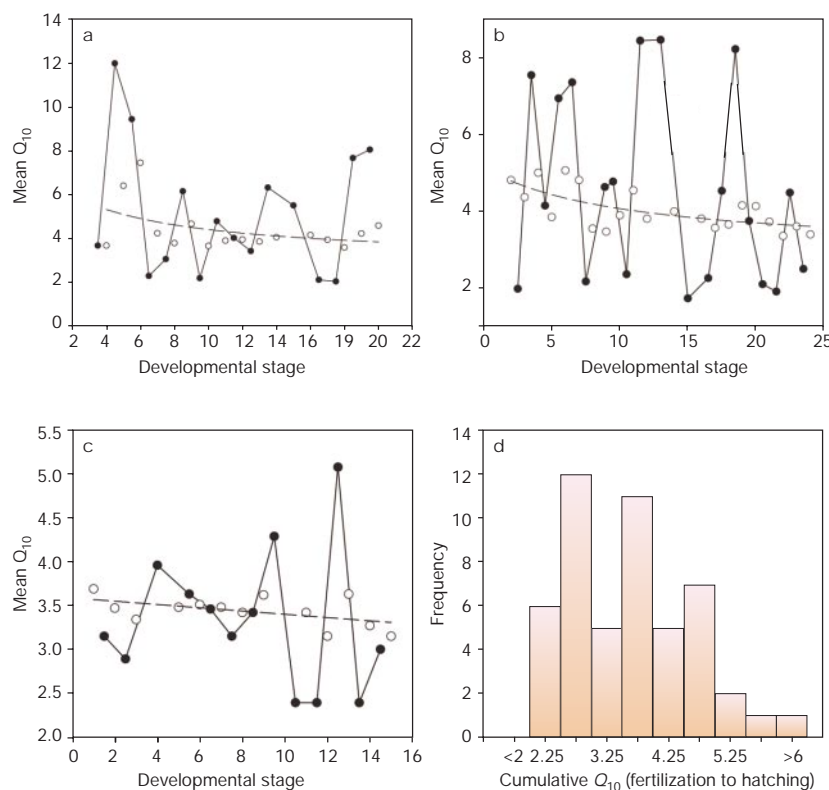 a
14
12
10
8
6
4
2
0
Mean Q10
2 4 6 8 10 12 14 16 18 20 22
Developmental stage
b
8
6
4
2
Mean Q10
0 5 10 15 20 25
Developmental stage
c
5.5
5.0
4.5
4.0
3.5
3.0
2.5
2.0
Mean Q10
0 2 4 6 8 10 12 14 16
Developmental stage
d
14
12
10
8
6
4
2
0
Frequency
<2 2.25 3.25 4.25 5.25 >6
Cumulative Q10 (fertilization to hatching)